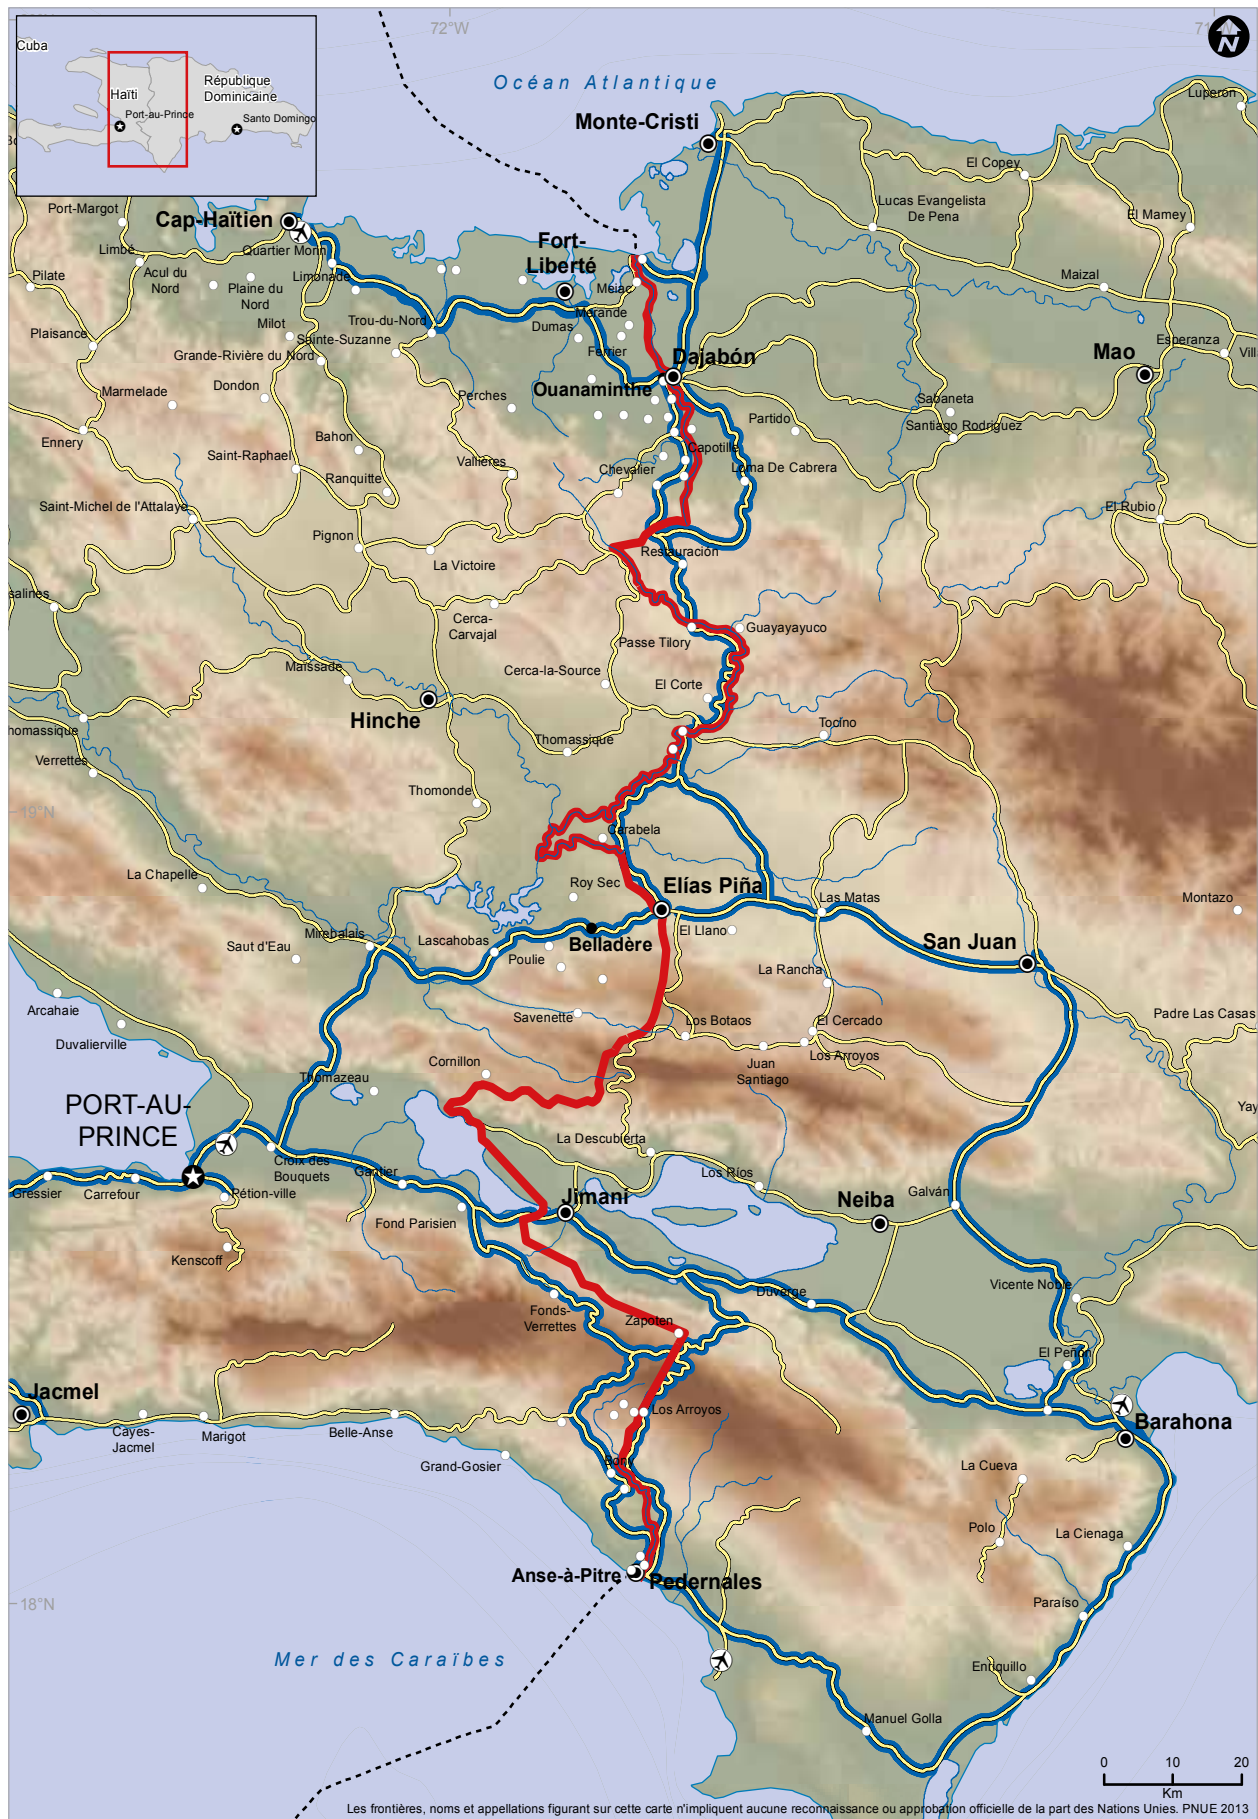 72°W
71°
N
Cuba
Haïti
République
Dominicaine
Port-au-Prince
Santo Domingo
Océan Atlantique
Monte-Cristi
Luperon
El Copey
Lucas Evangelista
De Pena
El Mamey
Port-Margot
Cap-Haïtien
Quartier Morin
Limbé
Fort-
Liberté
Acul du
Nord
Limonade
Pilate
Plaine du
Nord
Meiac
Maizal
Milot
Trou-du-Nord
Merande
Dumas
Plaisance
Sainte-Suzanne
Ferrier
Dajabón
Esperanza
Vill
Mao
Grande-Rivière du Nord
Marmelade
Dondon
Perches
Ouanaminthe
Sabaneta
Partido
Santiago Rodriguez
Ennery
Bahon
Capotille
Saint-Raphael
Vallières
Chevalier
Loma De Cabrera
Ranquitte
Saint-Michel de l'Attalaye
El Rubio
Pignon
La Victoire
Restauración
salines
Cerca-
Carvajal
Guayayayuco
Passe Tilory
Maissade
Cerca-la-Source
El Corte
Hinche
Tocino
homassique
Thomassique
Verrettes
Thomonde
19°N
Carabela
La Chapelle
Roy Sec
Elías Piña
Las Matas
Montazo
Mirebalais
Lascahobas
Belladère
El Llano
San Juan
Saut d'Eau
Poulie
La Rancha
Arcahaie
Savenette
Los Botaos
El Cercado
Padre Las Casas
Duvalierville
Cornillon
Juan
Santiago
Los Arroyos
Thomazeau
PORT-AU-
PRINCE
Yay
La Descubierta
Croix des
Bouquets
Gantier
Los Ríos
Gressier
Carrefour
Pétion-ville
Jimaní
Neiba
Galván
Fond Parisien
Kenscoff
Vicente Noble
Duverge
Fonds-
Verrettes
Zapoten
El Peñon
Jacmel
Los Arroyos
Cayes-
Jacmel
Marigot
Belle-Anse
Barahona
Grand-Gosier
Bony
La Cueva
Polo
La Cienaga
Anse-à-Pitre
Pedernales
18°N
Paraíso
Mer des Caraïbes
Enriquillo
Manuel Golla
0 10 20
Km
Les frontières, noms et appellations figurant sur cette carte n'impliquent aucune reconnaissance ou approbation officielle de la part des Nations Unies. PNUE 2013